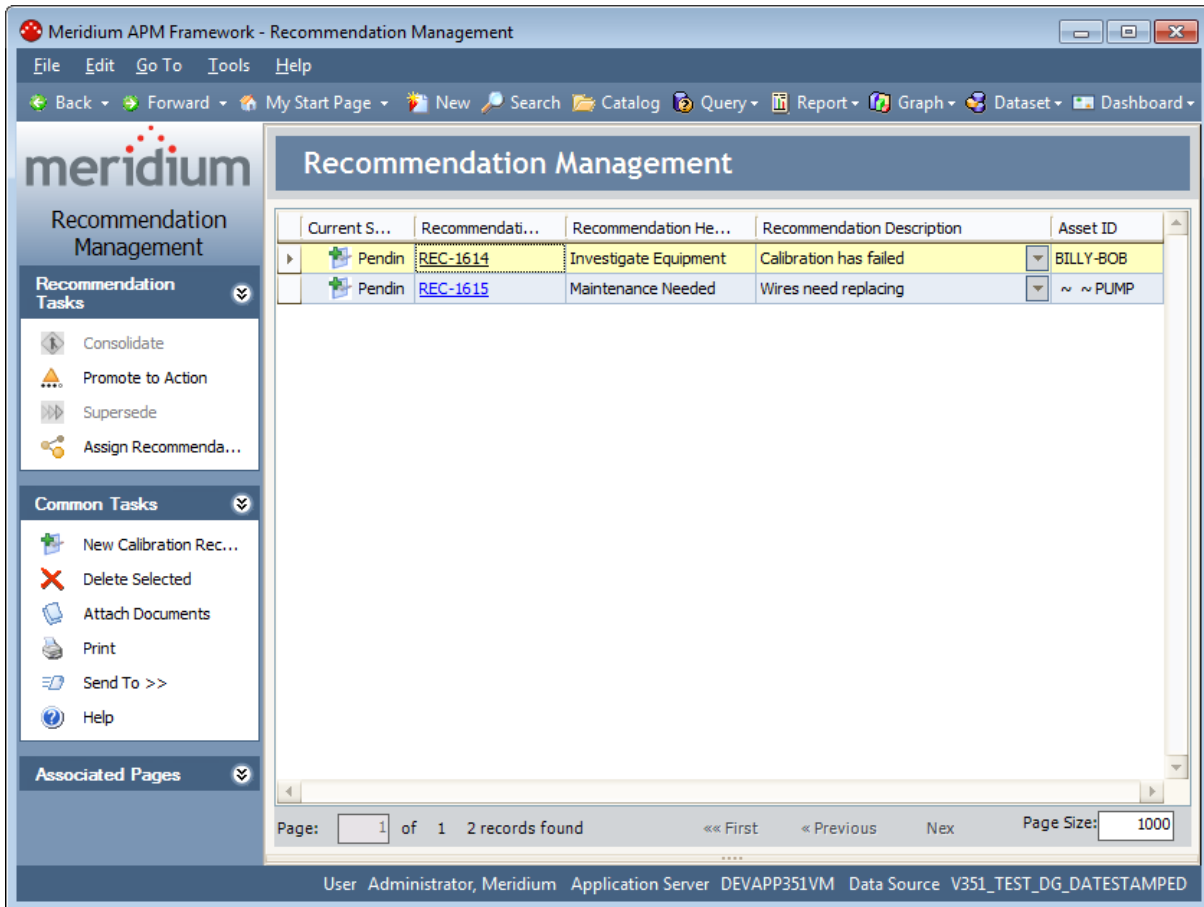 Meridium APM Framework - Recommendation Management
File Edit Go To Tools Help
Back Forward My Start Page New Search Catalog Query Report Graph Dataset Dashboard
meridium
Recommendation
Management
Recommendation
Tasks
Consolidate
Promote to Action
Supersede
Assign Recommenda...
Common Tasks
New Calibration Rec...
Delete Selected
Attach Documents
Print
Send To >>
Help
Associated Pages
Recommendation Management
Current S... Recommendati... Recommendation He... Recommendation Description Asset ID
Pendin REC-1614 Investigate Equipment Calibration has failed BILLY-BOB
Pendin REC-1615 Maintenance Needed Wires need replacing ~ ~ PUMP
Page: 1 of 1 2 records found «« First « Previous Nex Page Size: 1000
User Administrator, Meridium Application Server DEVAPP351VM Data Source V351_TEST_DG_DATESTAMPED